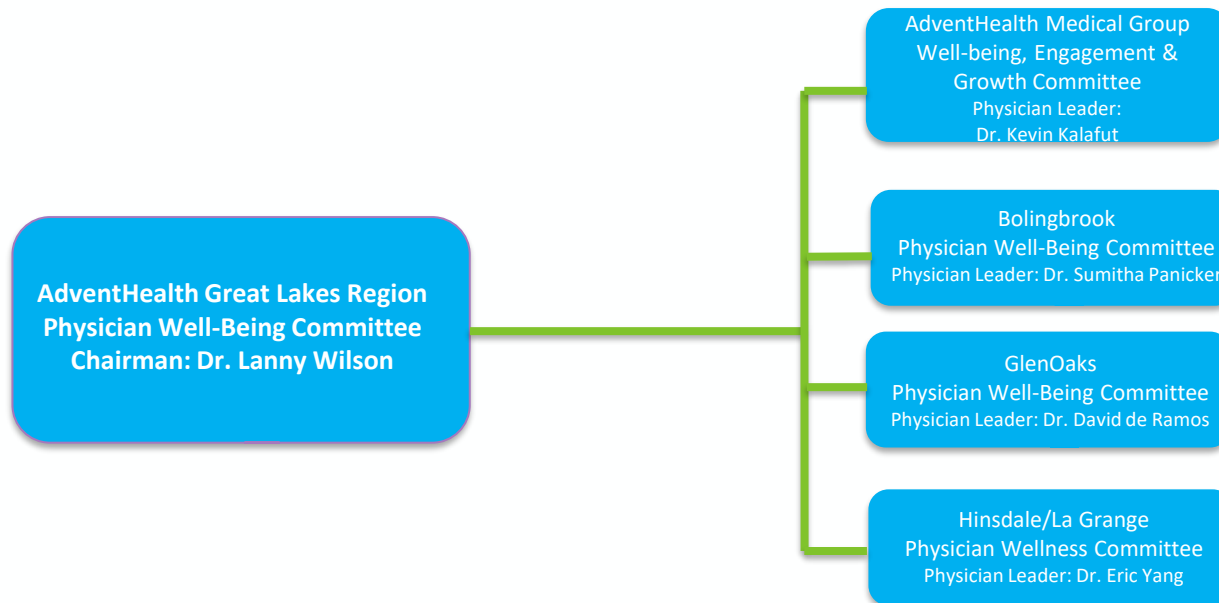 AdventHealth Great Lakes Region
Physician Well-Being Committee
Chairman: Dr. Lanny Wilson
AdventHealth Medical Group
Well-being, Engagement &
Growth Committee
Physician Leader:
Dr. Kevin Kalafut
Bolingbrook
Physician Well-Being Committee
Physician Leader: Dr. Sumitha Panicker
GlenOaks
Physician Well-Being Committee
Physician Leader: Dr. David de Ramos
Hinsdale/La Grange
Physician Wellness Committee
Physician Leader: Dr. Eric Yang